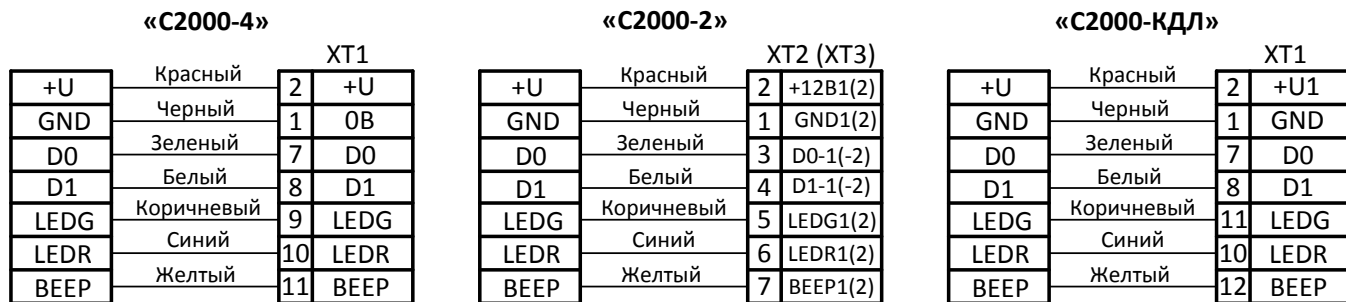 «С2000-4»
XT1
+U Красный 2 +U
GND Черный 1 0В
D0 Зеленый 7 D0
D1 Белый 8 D1
LEDG Коричневый 9 LEDG
LEDR Синий 10 LEDR
BEEP Желтый 11 BEEP
«С2000-2»
XT2 (XT3)
+U Красный 2 +12В1(2)
GND Черный 1 GND1(2)
D0 Зеленый 3 D0-1(-2)
D1 Белый 4 D1-1(-2)
LEDG Коричневый 5 LEDG1(2)
LEDR Синий 6 LEDR1(2)
BEEP Желтый 7 BEEP1(2)
«С2000-КДЛ»
XT1
+U Красный 2 +U1
GND Черный 1 GND
D0 Зеленый 7 D0
D1 Белый 8 D1
LEDG Коричневый 11 LEDG
LEDR Синий 10 LEDR
BEEP Желтый 12 BEEP